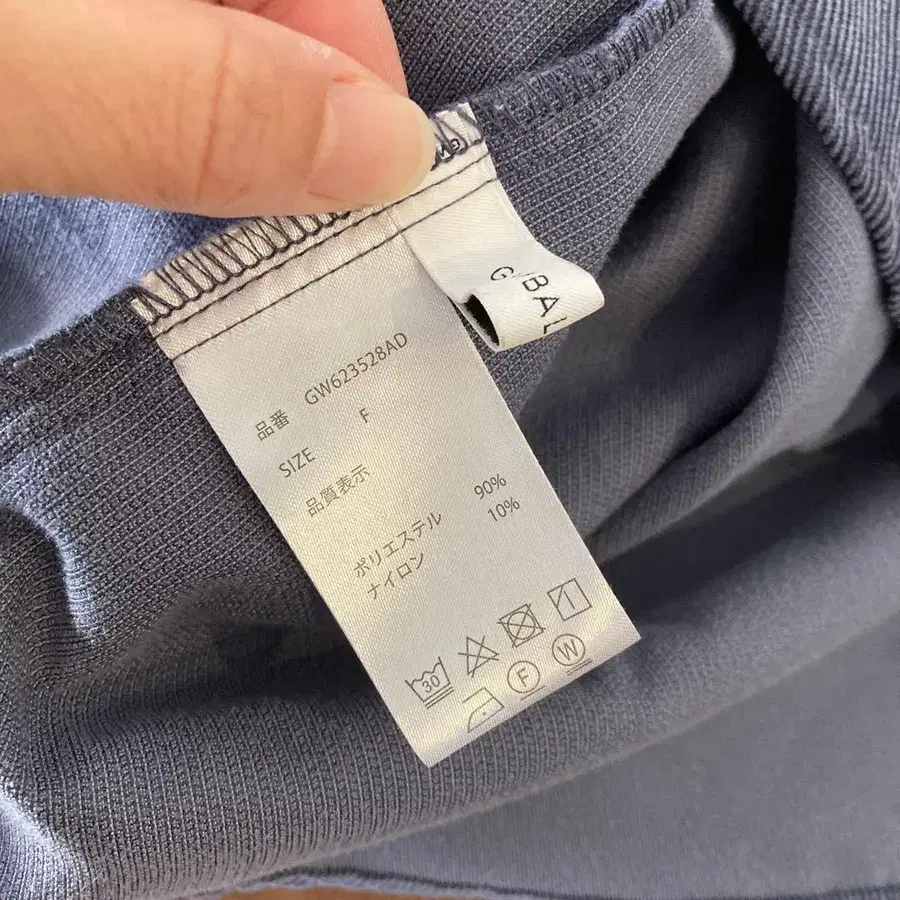 品番 GW623528AD
SIZE F
品質表示
ポリエステル 90%
ナイロン 10%
30
F
W
BAL
G